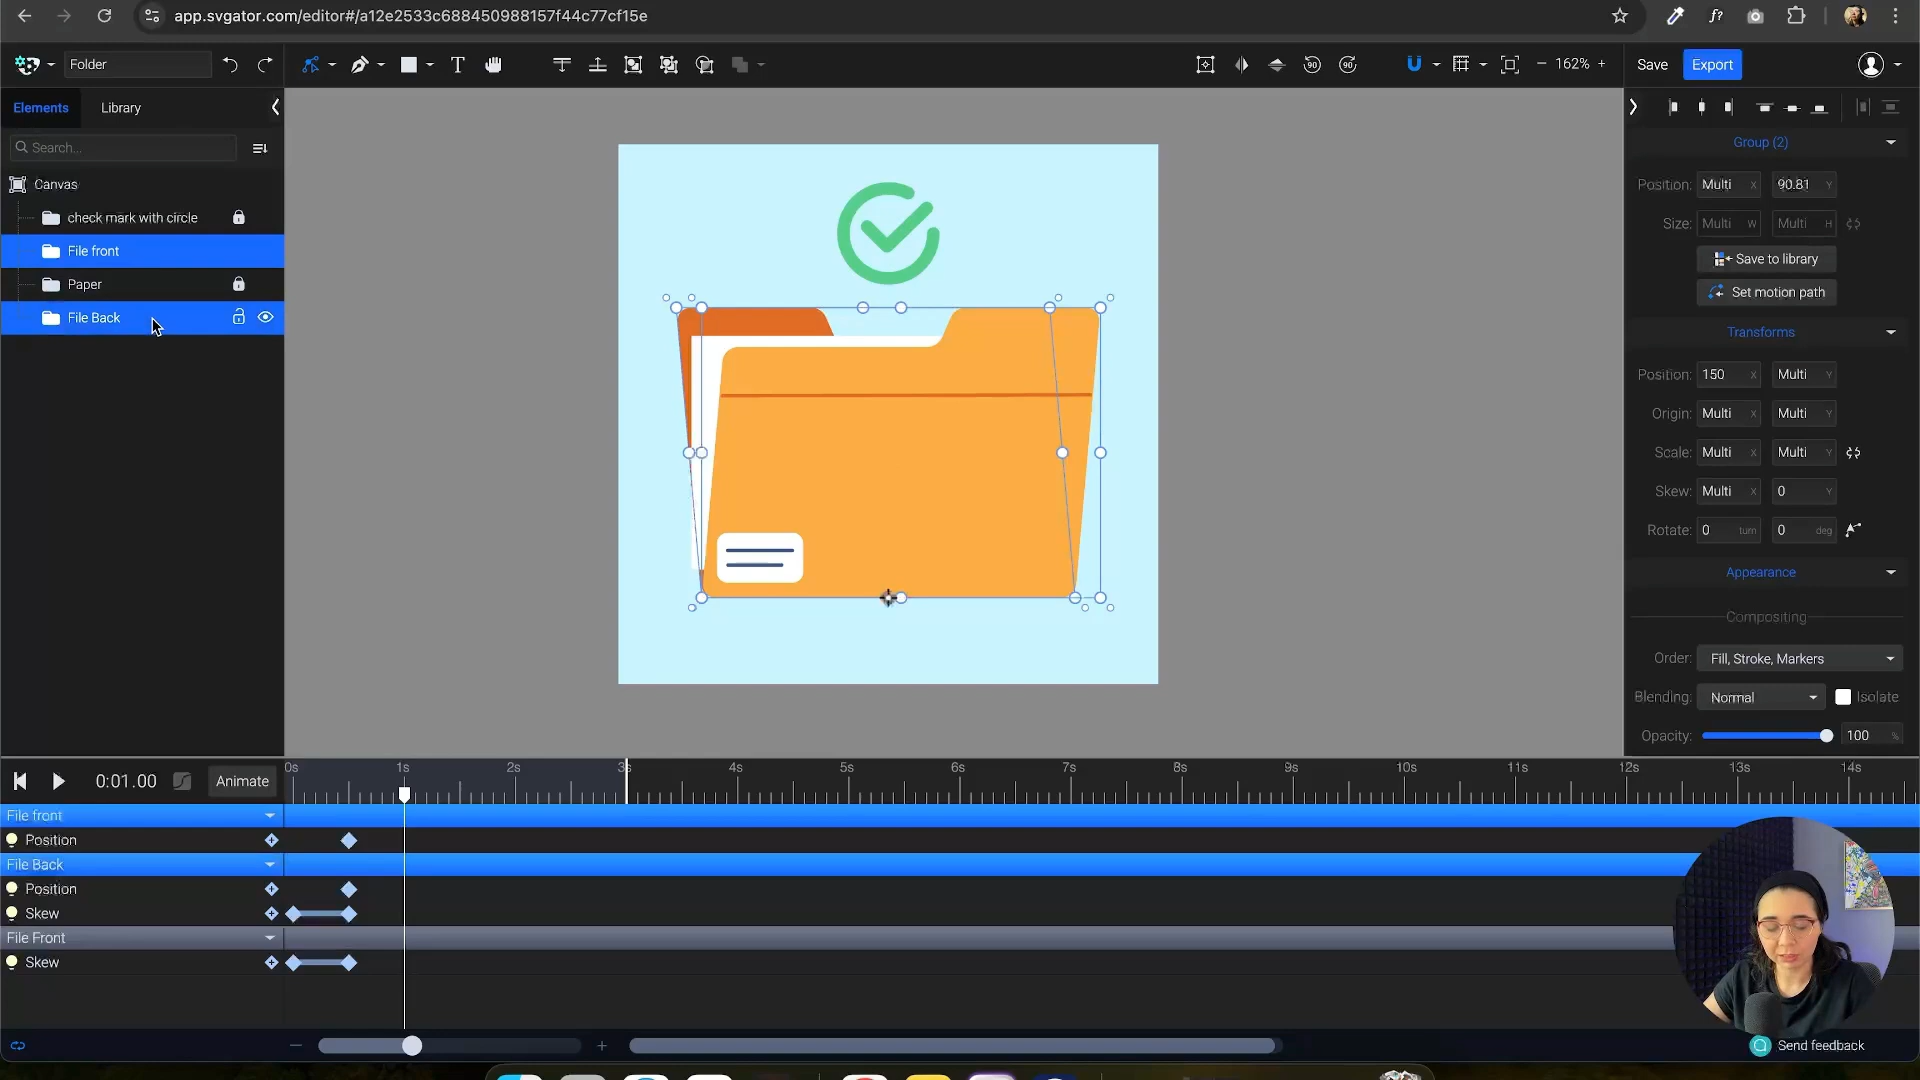 app.svgator.com/editor#/a12e2533c688450988157f44c77cf15e
Folder
162%
Save
Export
Elements
Library
Search...
Canvas
check mark with circle
File front
Paper
File Back
Group (2)
Position: Multi X 90.81 Y
Size: Multi W Multi H
Save to library
Set motion path
Transforms
Position: 150 X Multi Y
Origin: Multi X Multi Y
Scale: Multi X Multi Y
Skew: Multi X 0 Y
Rotate: 0 turn 0 deg
Appearance
Compositing
Order: Fill, Stroke, Markers
Blending: Normal Isolate
Opacity: 100 %
0:01.00
Animate
0s 1s 2s 3s 4s 5s 6s 7s 8s 9s 10s 11s 12s 13s 14s
File front
Position
File Back
Position
Skew
File Front
Skew
Send feedback